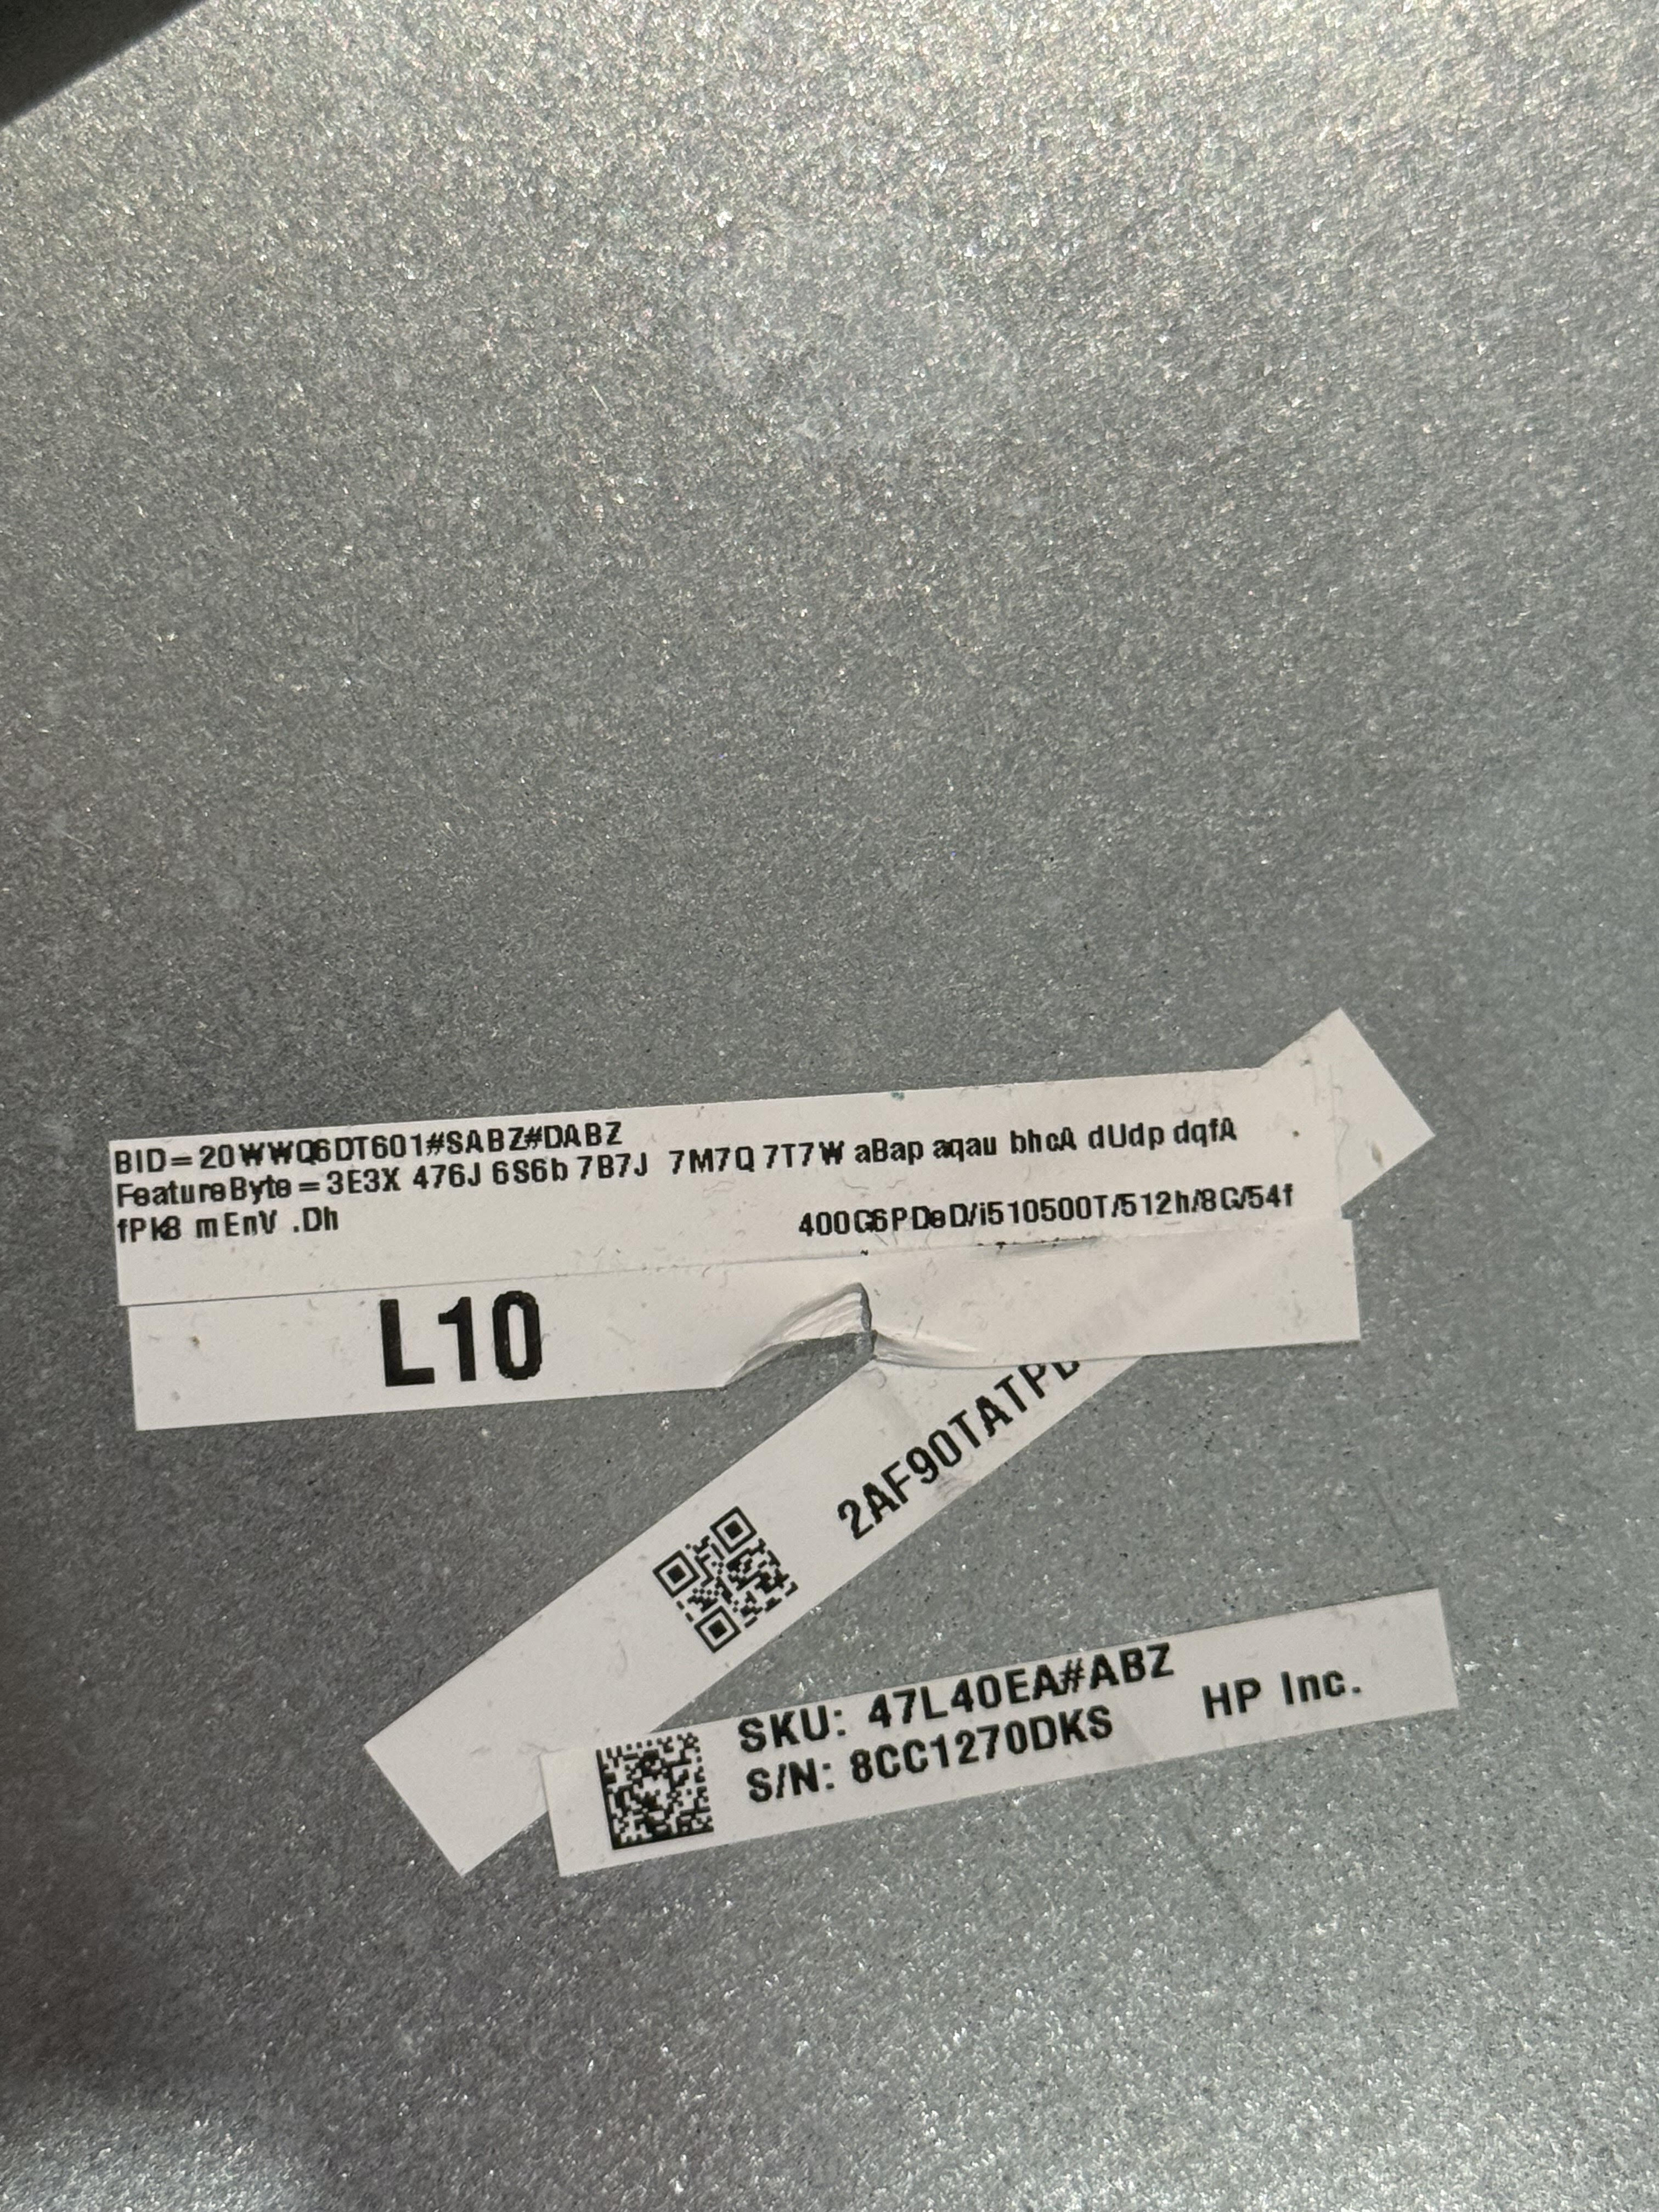 BID=20WWQ6DT601#SABZ#DABZ
FeatureByte=3E3X 476J 6S6b 7B7J 7M7Q 7T7W aBap aqau bhcA dUdp dqfA
fPk8 mEnV .Dh
400G6PDeD/i510500T/512h/8G/54f
L10
SKU: 47L40EA#ABZ
S/N: 8CC1270DKS
HP Inc.